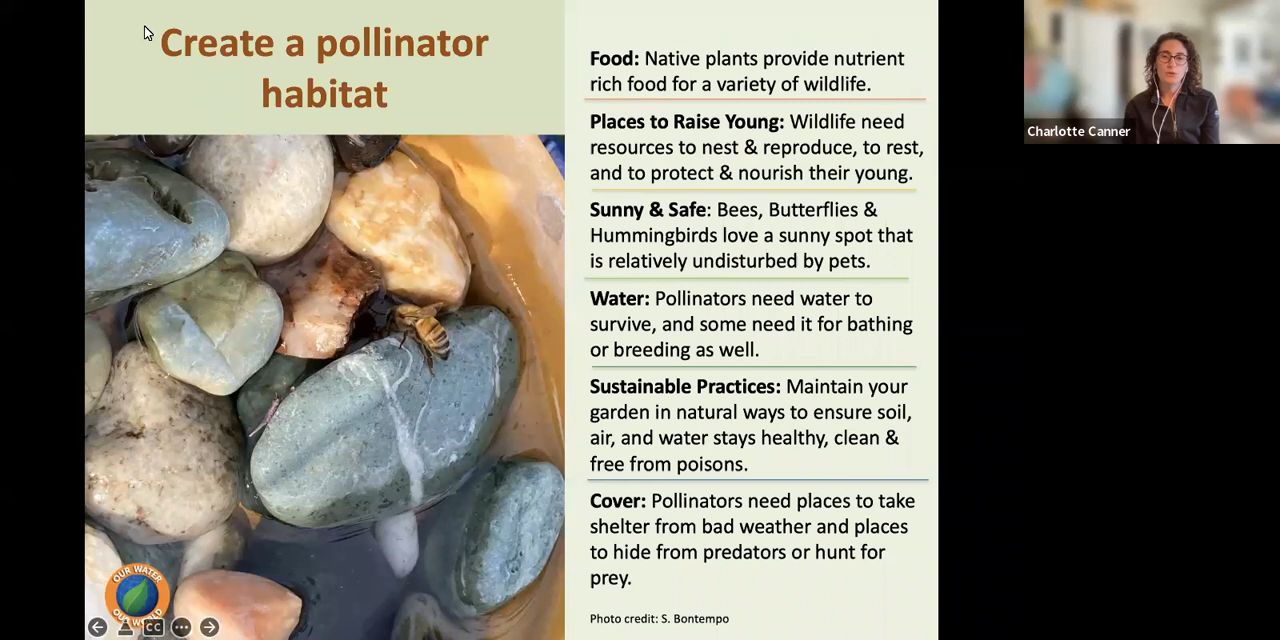 Create a pollinator
habitat
Food: Native plants provide nutrient
rich food for a variety of wildlife.
Places to Raise Young: Wildlife need
resources to nest & reproduce, to rest,
and to protect & nourish their young.
Sunny & Safe: Bees, Butterflies &
Hummingbirds love a sunny spot that
is relatively undisturbed by pets.
Water: Pollinators need water to
survive, and some need it for bathing
or breeding as well.
Sustainable Practices: Maintain your
garden in natural ways to ensure soil,
air, and water stays healthy, clean &
free from poisons.
Cover: Pollinators need places to take
shelter from bad weather and places
to hide from predators or hunt for
prey.
Photo credit: S. Bontempo
OUR WATER
OUR WORLD
CC
Charlotte Canner